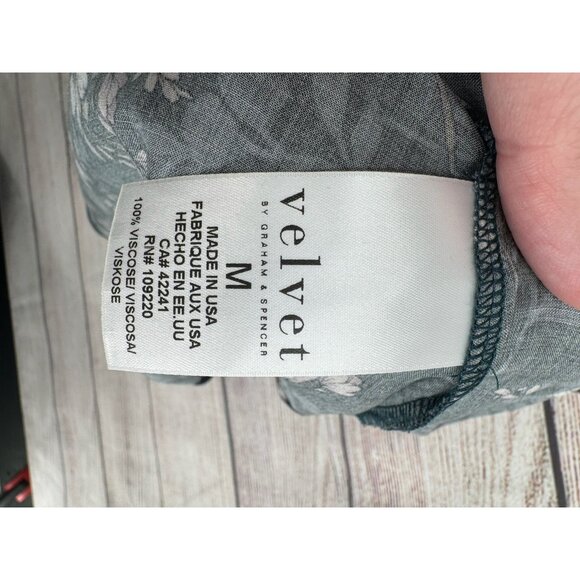 velvet
BY GRAHAM & SPENCER
M
MADE IN USA
FABRIQUE AUX USA
HECHO EN EE.UU
CA# 42241
RN# 109220
100% VISCOSE/ VISCOSA/
VISKOSE